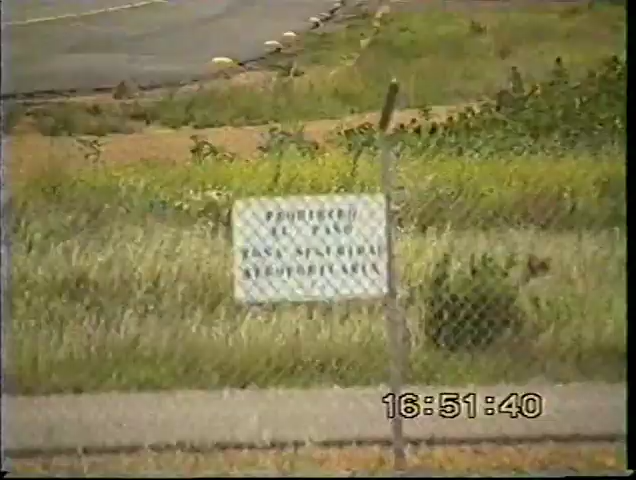 PROHIBIDO
EL PASO
ZONA SEGURIDAD
AEROPORTUARIA
16:51:40